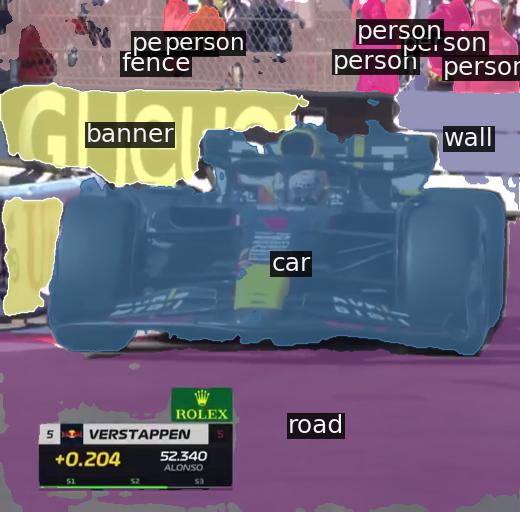 person
pe person
person
fence
person
person
GHCUO
banner
wall
car
road
ROLEX
5 VERSTAPPEN 5
+0.204 52.340
ALONSO
S1 S2 S3